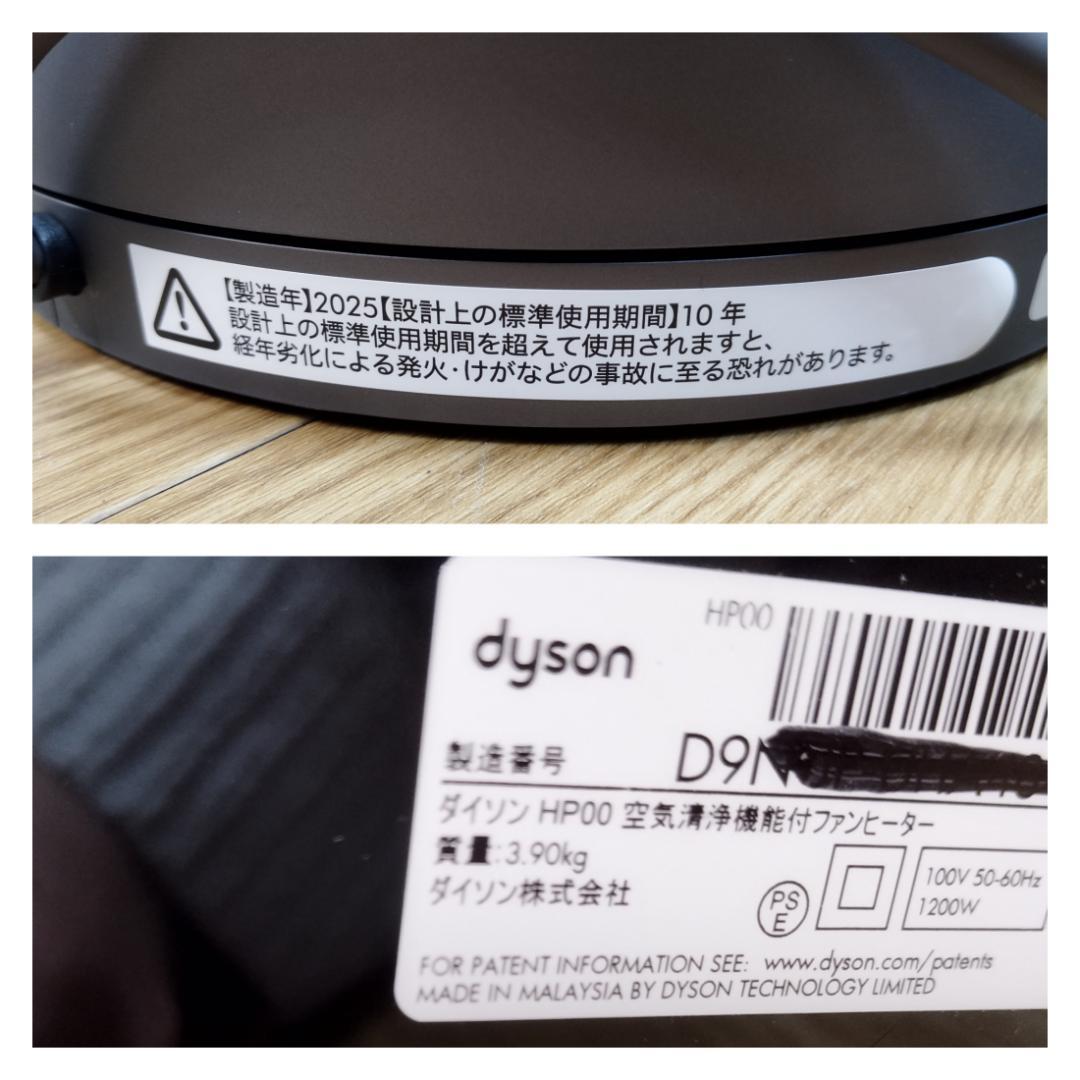 【製造年】2025【設計上の標準使用期間】10 年
設計上の標準使用期間を超えて使用されますと、
経年劣化による発火・けがなどの事故に至る恐れがあります。
dyson
HP00
製造番号 D9N
ダイソン HP00 空気清浄機能付ファンヒーター
質量:3.90kg
ダイソン株式会社
PS
E
100V 50-60Hz
1200W
FOR PATENT INFORMATION SEE: www.dyson.com/patents
MADE IN MALAYSIA BY DYSON TECHNOLOGY LIMITED